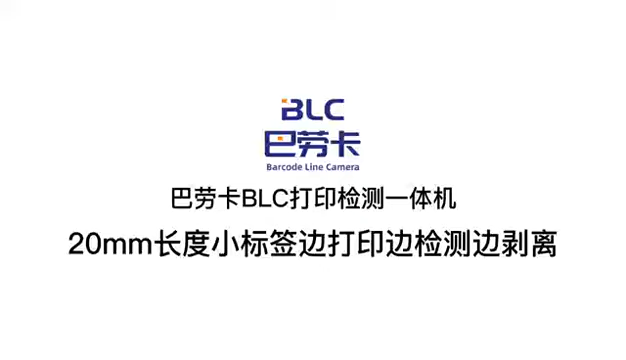 BLC
巴劳卡
Barcode Line Camera
巴劳卡BLC打印检测一体机
20mm长度小标签边打印边检测边剥离